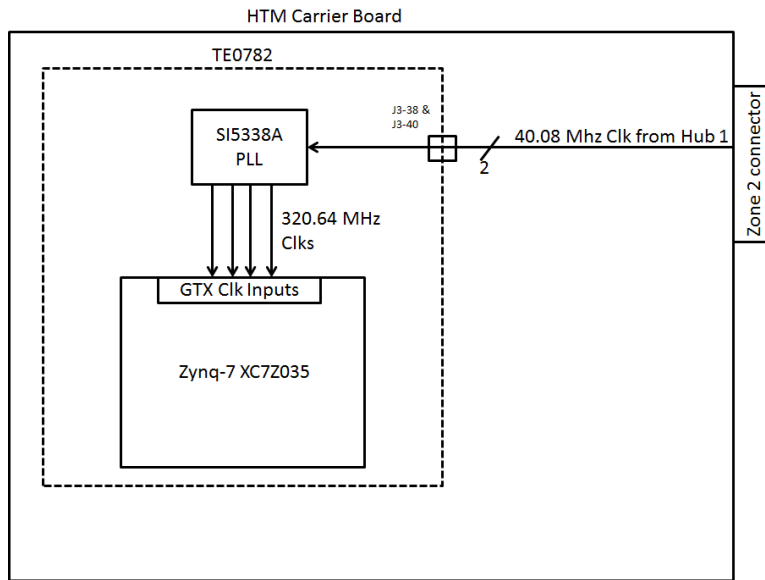 HTM Carrier Board
TE0782
J3-38 &
J3-40
SI5338A
PLL
40.08 Mhz Clk from Hub 1
2
Zone 2 connector
320.64 MHz
Clks
GTX Clk Inputs
Zynq-7 XC7Z035